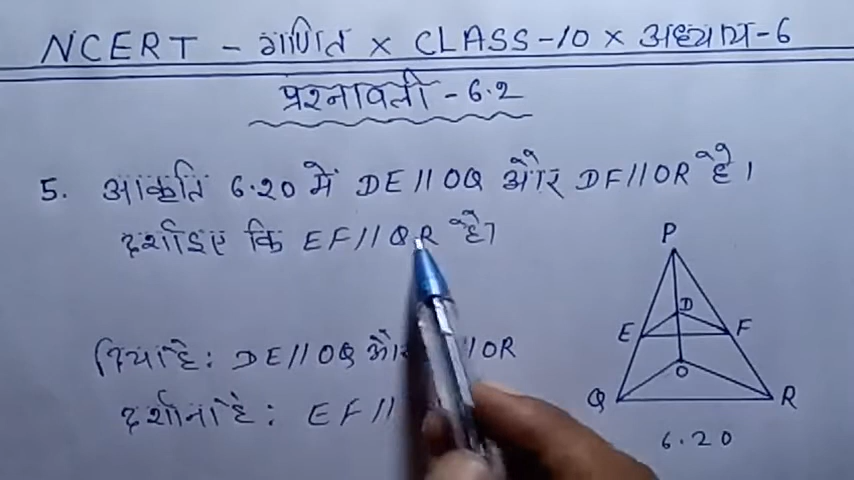 NCERT - गणित × CLASS-10 × अध्याय-6
प्रश्नावली - 6.2
5. आकृति 6.20 में DE//OQ और DF//OR है।
दर्शाइए कि EF//QR है।
P
D
E
F
दिया है: DE//OQ //OR
O
Q
R
दर्शाना है: EF//
6.20